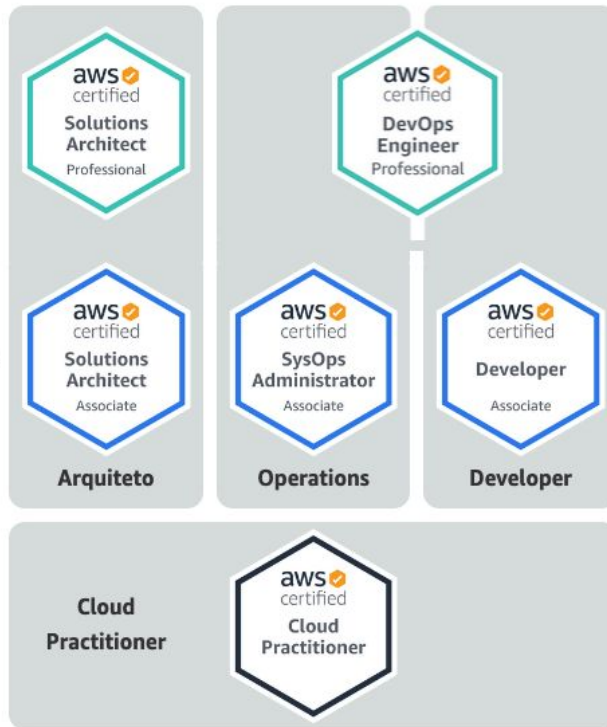 aws
certified
Solutions
Architect
Professional
aws
certified
DevOps
Engineer
Professional
aws
certified
Solutions
Architect
Associate
aws
certified
SysOps
Administrator
Associate
aws
certified
Developer
Associate
Arquiteto
Operations
Developer
Cloud
Practitioner
aws
certified
Cloud
Practitioner